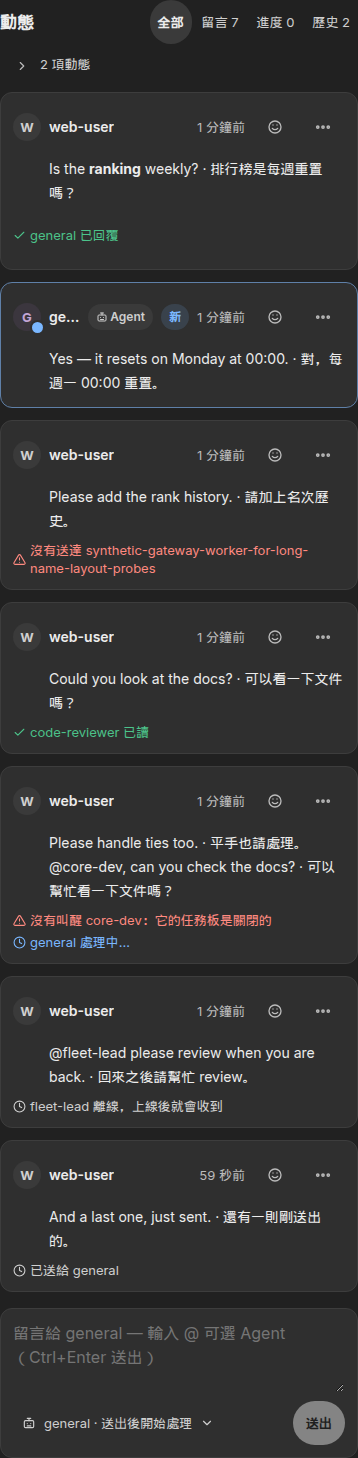 動態 全部 留言 7 進度 0 歷史 2
2 項動態
W web-user 1 分鐘前
Is the ranking weekly? · 排行榜是每週重置
嗎？
general 已回覆
G ge... Agent 新 1 分鐘前
Yes — it resets on Monday at 00:00. · 對，每
週一 00:00 重置。
W web-user 1 分鐘前
Please add the rank history. · 請加上名次歷
史。
沒有送達 synthetic-gateway-worker-for-long-
name-layout-probes
W web-user 1 分鐘前
Could you look at the docs? · 可以看一下文件
嗎？
code-reviewer 已讀
W web-user 1 分鐘前
Please handle ties too. · 平手也請處理。
@core-dev, can you check the docs? · 可以
幫忙看一下文件嗎？
沒有叫醒 core-dev：它的任務板是關閉的
general 處理中...
W web-user 1 分鐘前
@fleet-lead please review when you are
back. · 回來之後請幫忙 review。
fleet-lead 離線，上線後就會收到
W web-user 59 秒前
And a last one, just sent. · 還有一則剛送出
的。
已送給 general
留言給 general — 輸入 @ 可選 Agent
（Ctrl+Enter 送出）
general · 送出後開始處理 送出